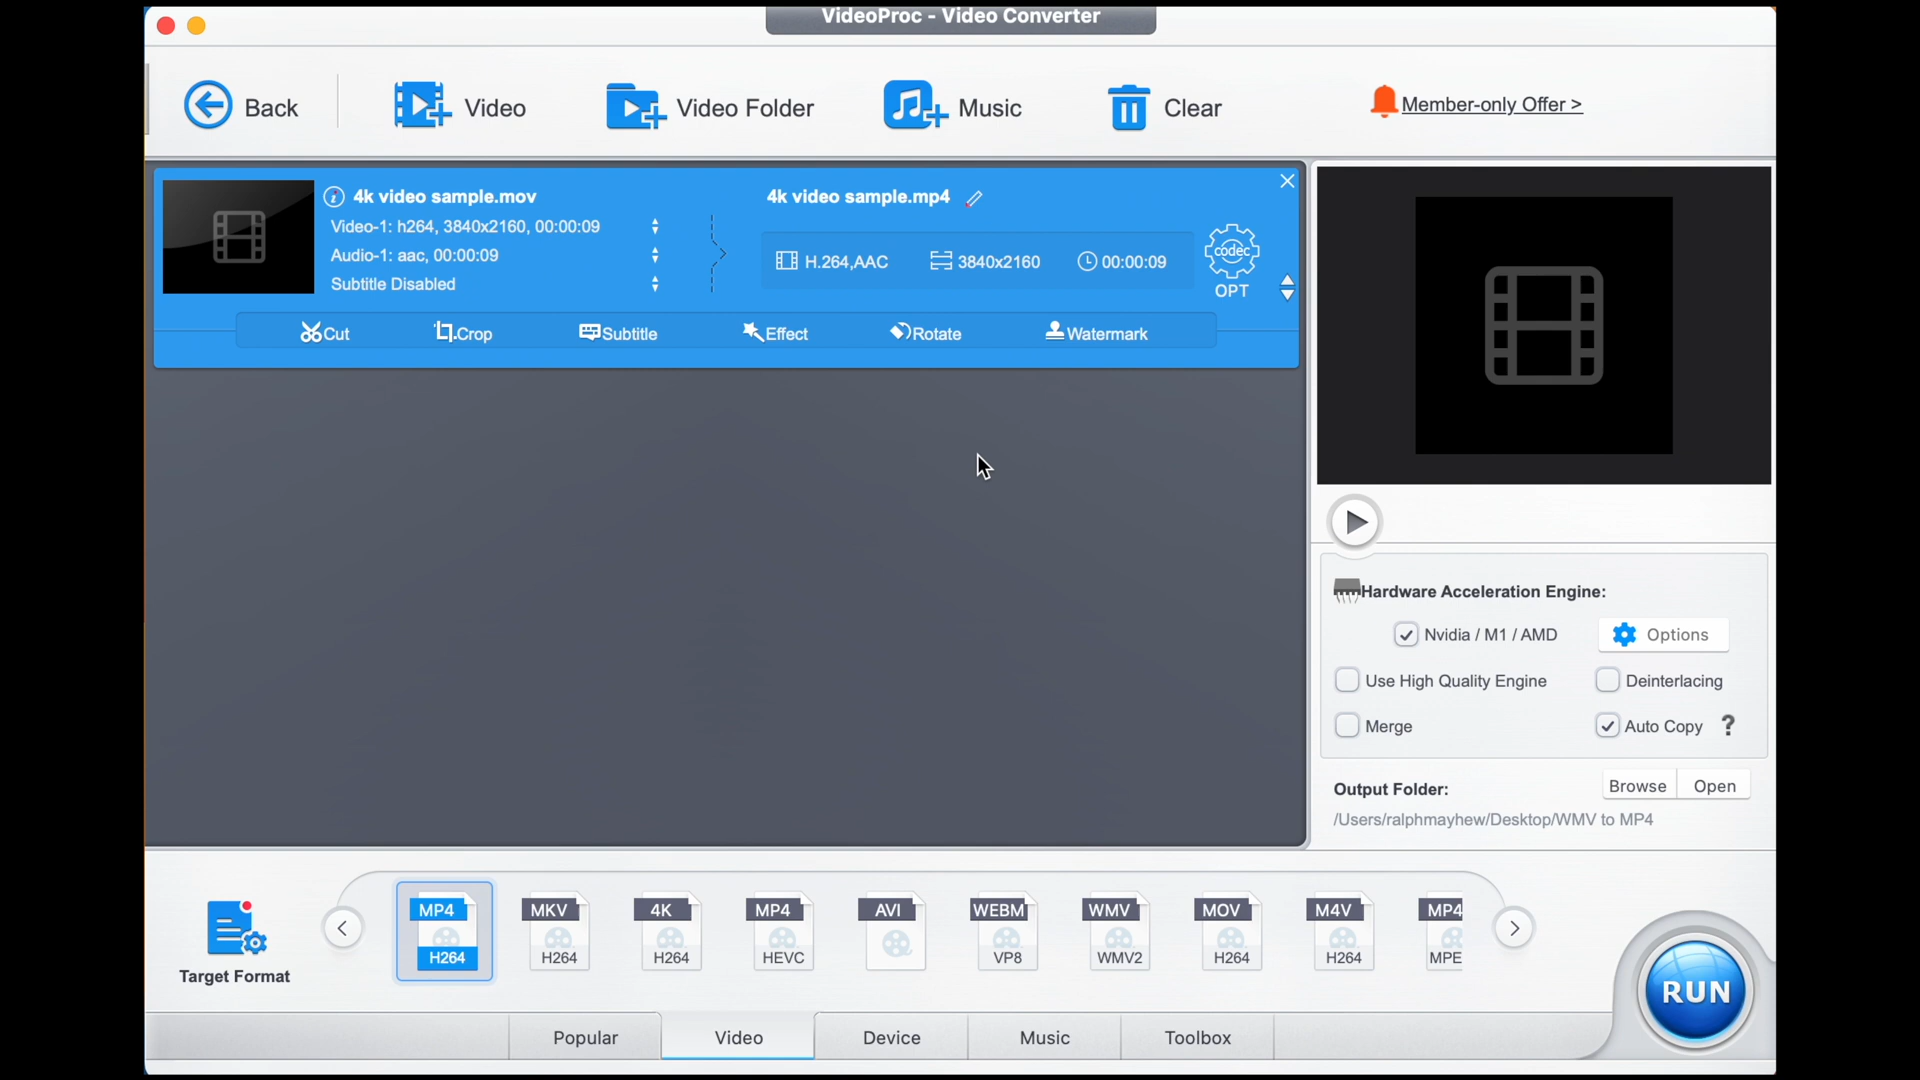 VideoProc - Video Converter
Back
Video
Video Folder
Music
Clear
Member-only Offer >
4k video sample.mov
Video-1: h264, 3840x2160, 00:00:09
Audio-1: aac, 00:00:09
Subtitle Disabled
4k video sample.mp4
H.264,AAC
3840x2160
00:00:09
codec
OPT
Cut
Crop
Subtitle
Effect
Rotate
Watermark
Hardware Acceleration Engine:
Nvidia / M1 / AMD
Options
Use High Quality Engine
Deinterlacing
Merge
Auto Copy ?
Output Folder:
Browse
Open
/Users/ralphmayhew/Desktop/WMV to MP4
Target Format
MP4
H264
MKV
H264
4K
H264
MP4
HEVC
AVI
WEBM
VP8
WMV
WMV2
MOV
H264
M4V
H264
MP4
MPE
RUN
Popular
Video
Device
Music
Toolbox